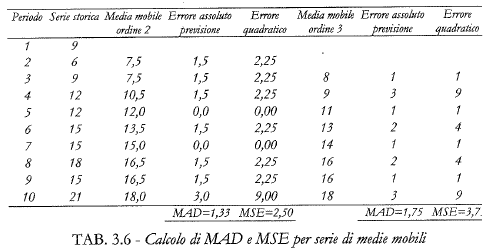 Periodo Serie storica Media mobile Errore assoluto Errore Media mobile Errore assoluto Errore
ordine 2 previsione quadratico ordine 3 previsione quadratico
1 9
2 6 7,5 1,5 2,25
3 9 7,5 1,5 2,25 8 1 1
4 12 10,5 1,5 2,25 9 3 9
5 12 12,0 0,0 0,00 11 1 1
6 15 13,5 1,5 2,25 13 2 4
7 15 15,0 0,0 0,00 14 1 1
8 18 16,5 1,5 2,25 16 2 4
9 15 16,5 1,5 2,25 16 1 1
10 21 18,0 3,0 9,00 18 3 9
MAD=1,33 MSE=2,50 MAD=1,75 MSE=3,7
TAB. 3.6 - Calcolo di MAD e MSE per serie di medie mobili